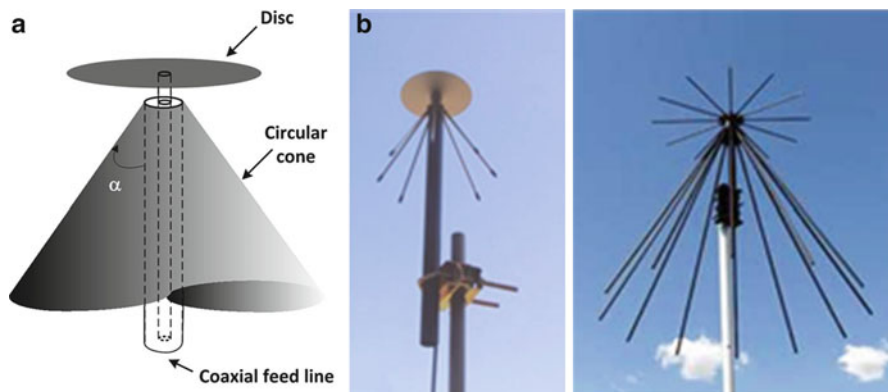 a
Disc
Circular
cone
α
Coaxial feed line
b